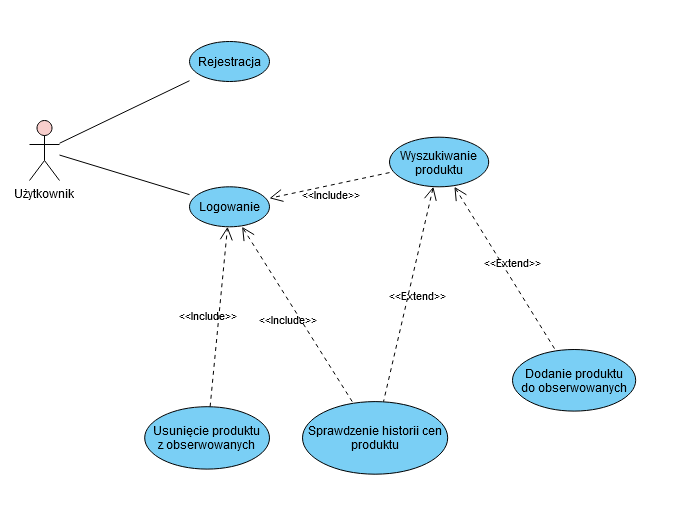 Rejestracja
Użytkownik
Wyszukiwanie
produktu
<<Include>>
Logowanie
<<Extend>>
<<Extend>>
<<Include>>
<<Include>>
Dodanie produktu
do obserwowanych
Usunięcie produktu
z obserwowanych
Sprawdzenie historii cen
produktu